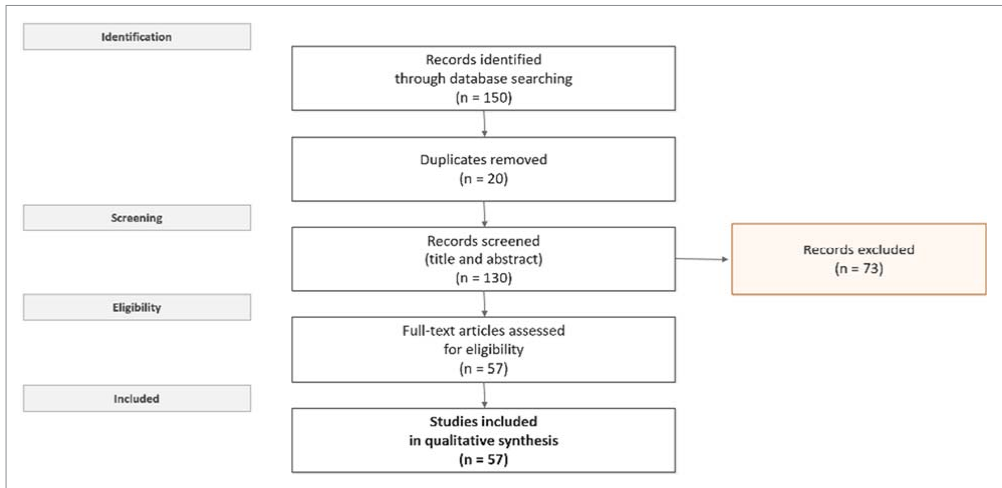 Identification
Records identified
through database searching
(n = 150)
Duplicates removed
(n = 20)
Screening
Records screened
(title and abstract)
(n = 130)
Records excluded
(n = 73)
Eligibility
Full-text articles assessed
for eligibility
(n = 57)
Included
Studies included
in qualitative synthesis
(n = 57)